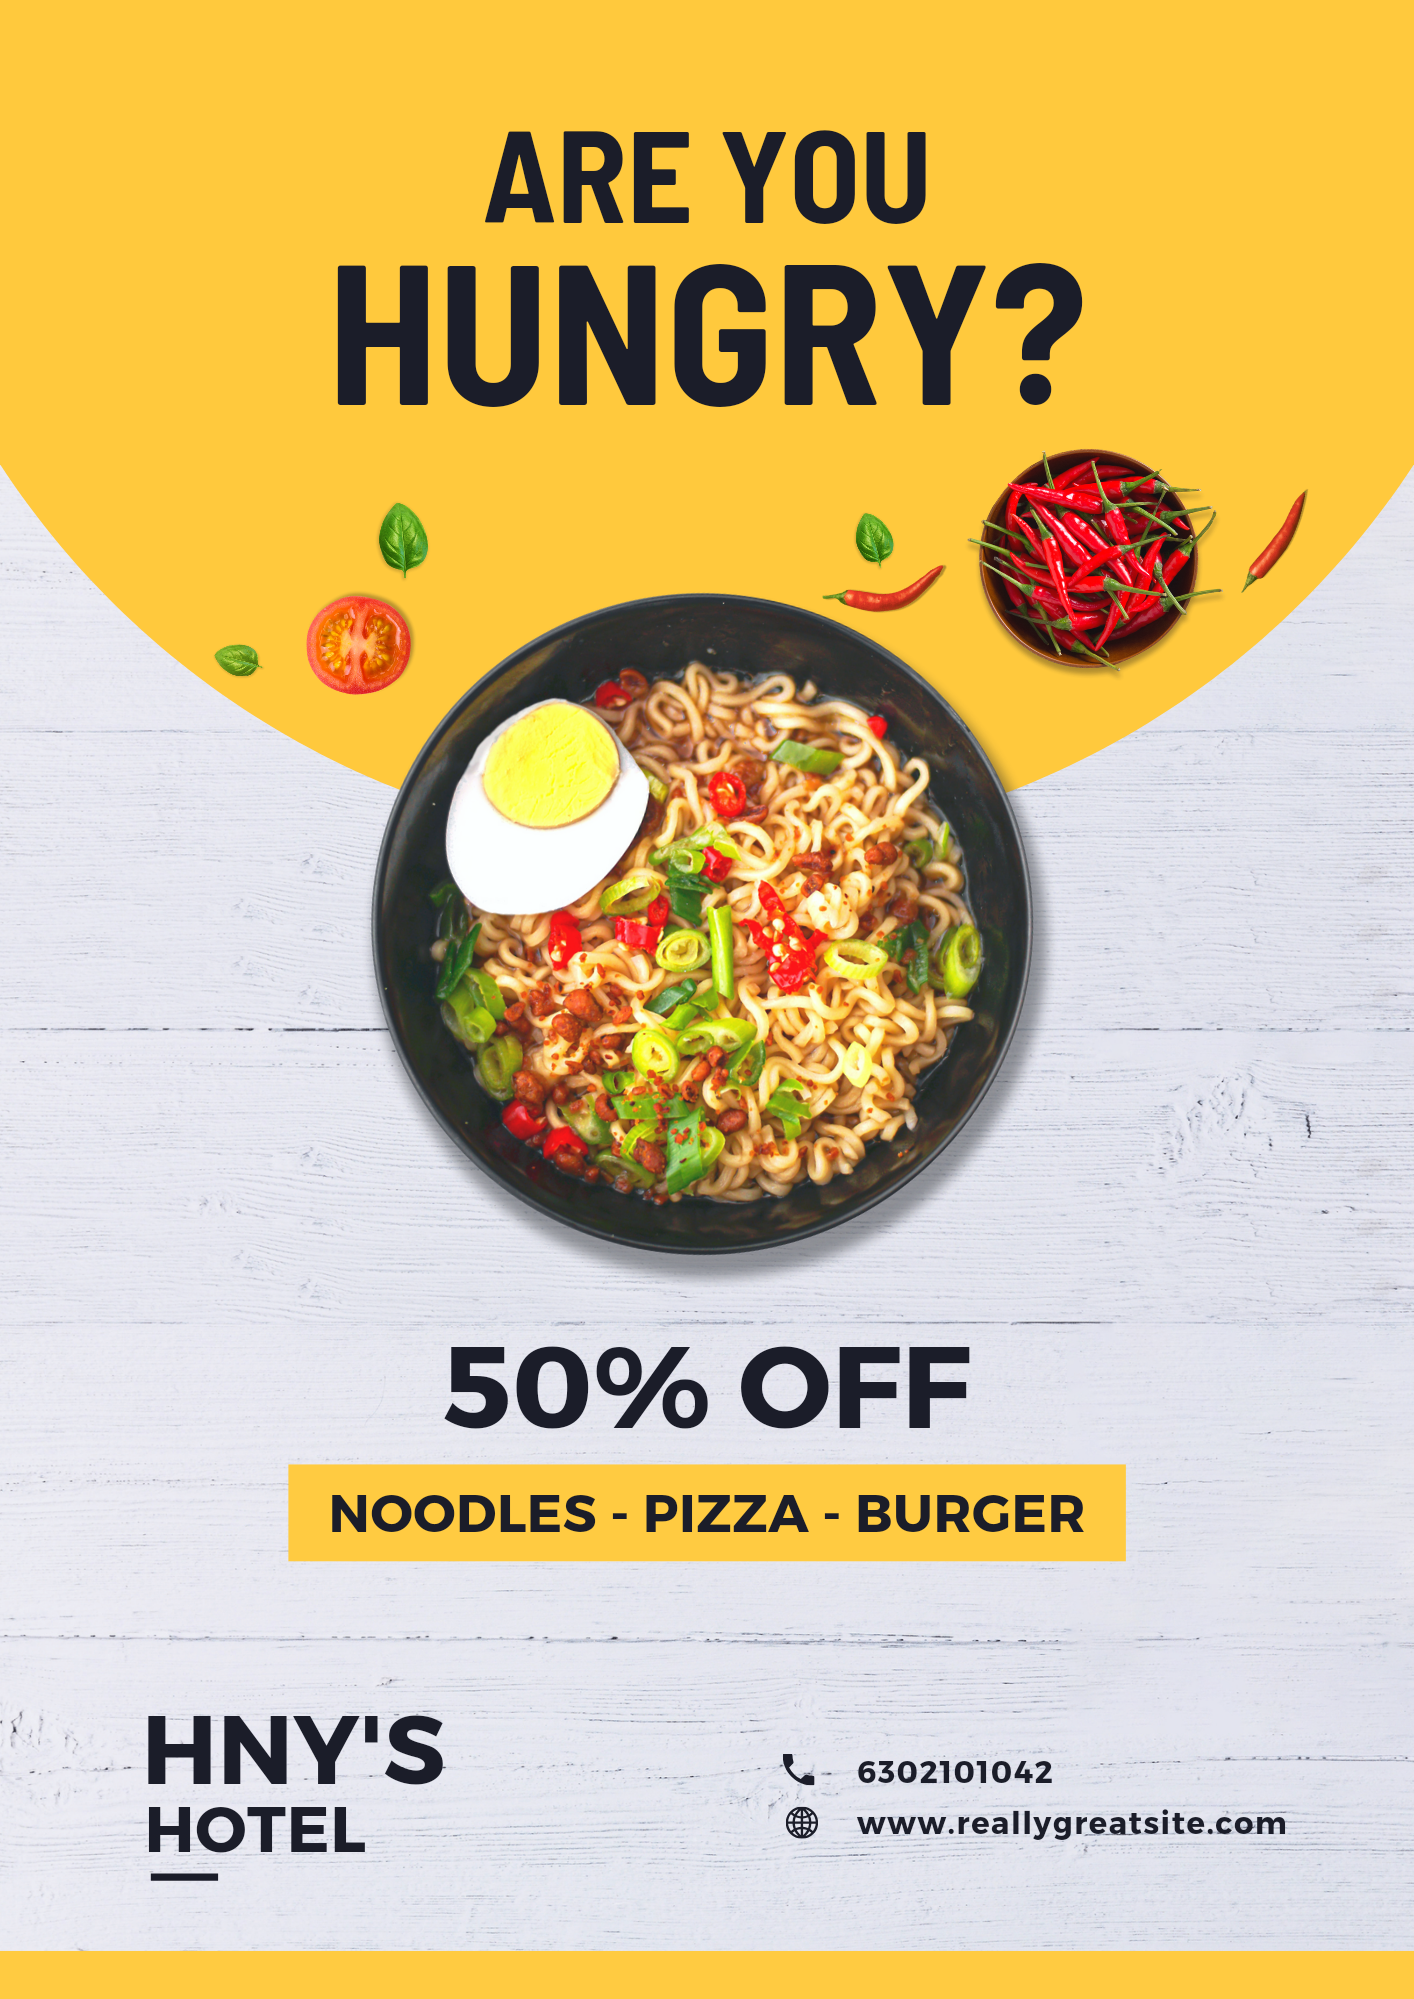 ARE YOU
HUNGRY?
50% OFF
NOODLES - PIZZA - BURGER
HNY'S
HOTEL
6302101042
www.reallygreatsite.com